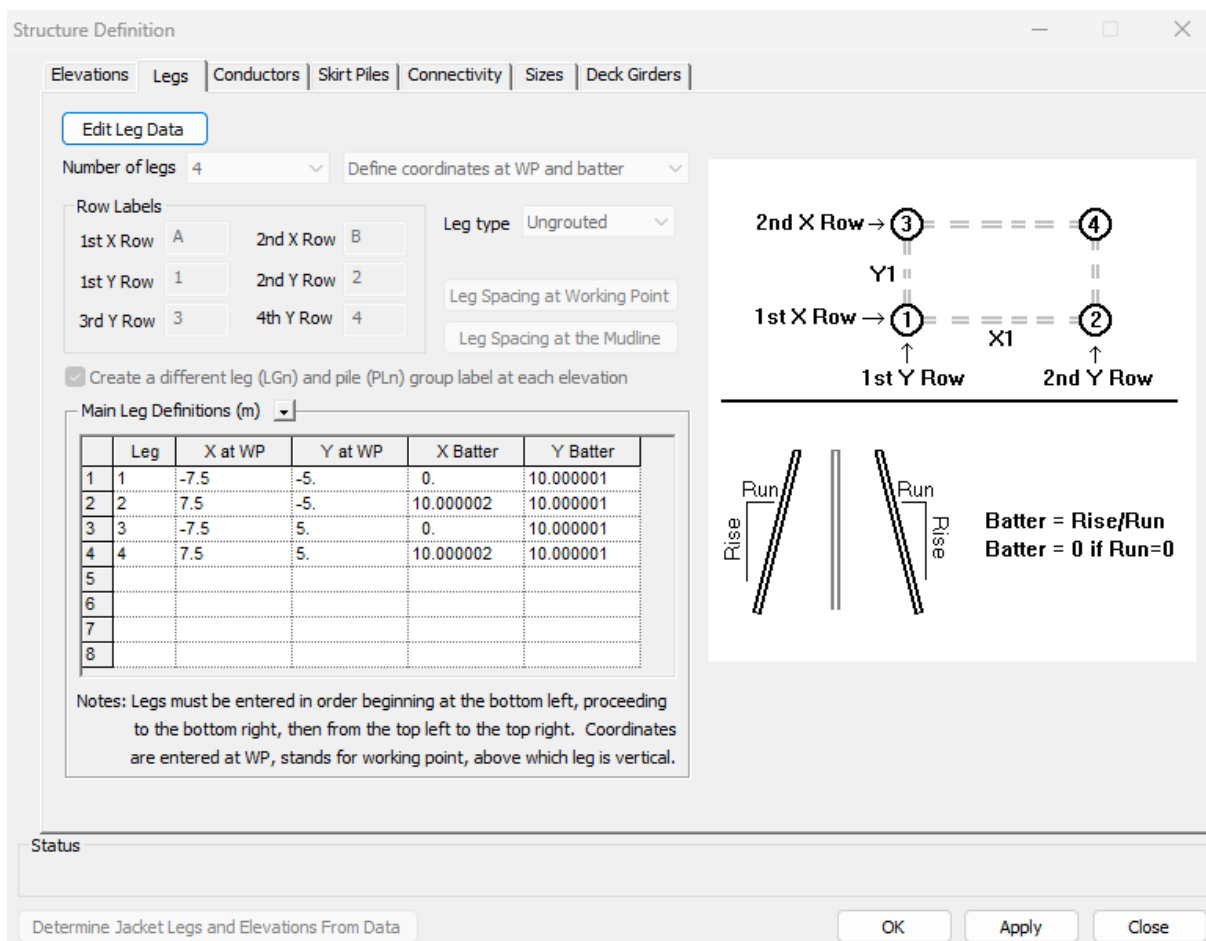 Structure Definition
Elevations Legs Conductors Skirt Piles Connectivity Sizes Deck Girders
Edit Leg Data
Number of legs 4 Define coordinates at WP and batter
Row Labels
1st X Row A 2nd X Row B
1st Y Row 1 2nd Y Row 2
3rd Y Row 3 4th Y Row 4
Leg type Ungrouted
Leg Spacing at Working Point
Leg Spacing at the Mudline
Create a different leg (LGn) and pile (PLn) group label at each elevation
Main Leg Definitions (m)
Leg X at WP Y at WP X Batter Y Batter
1 1 -7.5 -5. 0. 10.000001
2 2 7.5 -5. 10.000002 10.000001
3 3 -7.5 5. 0. 10.000001
4 4 7.5 5. 10.000002 10.000001
5
6
7
8
Notes: Legs must be entered in order beginning at the bottom left, proceeding
to the bottom right, then from the top left to the top right. Coordinates
are entered at WP, stands for working point, above which leg is vertical.
2nd X Row → 3 4
Y1
1st X Row → 1 2
X1
↑ ↑
1st Y Row 2nd Y Row
Run Run
Rise Rise
Batter = Rise/Run
Batter = 0 if Run=0
Status
Determine Jacket Legs and Elevations From Data OK Apply Close